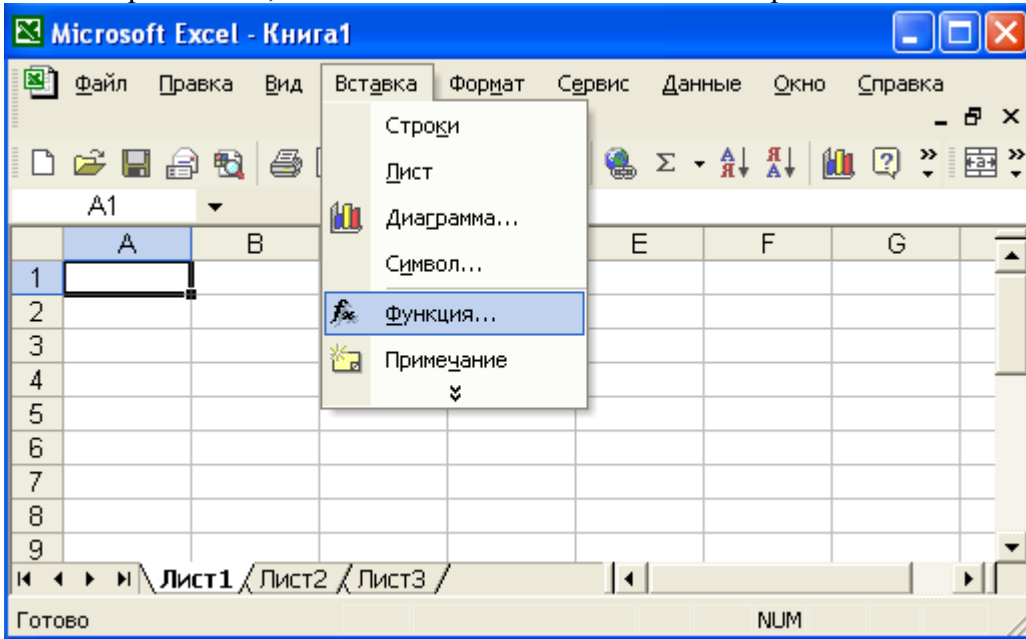 Microsoft Excel - Книга1
Файл Правка Вид Вставка Формат Сервис Данные Окно Справка
Строки
Лист
Диаграмма...
Символ...
Функция...
Примечание
A1
A B E F G
1
2
3
4
5
6
7
8
9
Лист1 Лист2 Лист3
Готово NUM